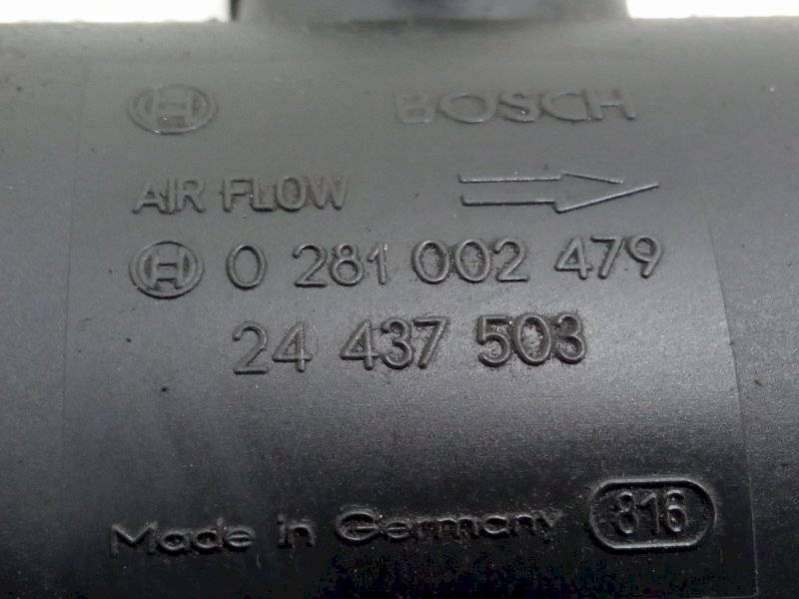 BOSCH
AIR FLOW
0 281 002 479
24 437 503
Made in Germany 816